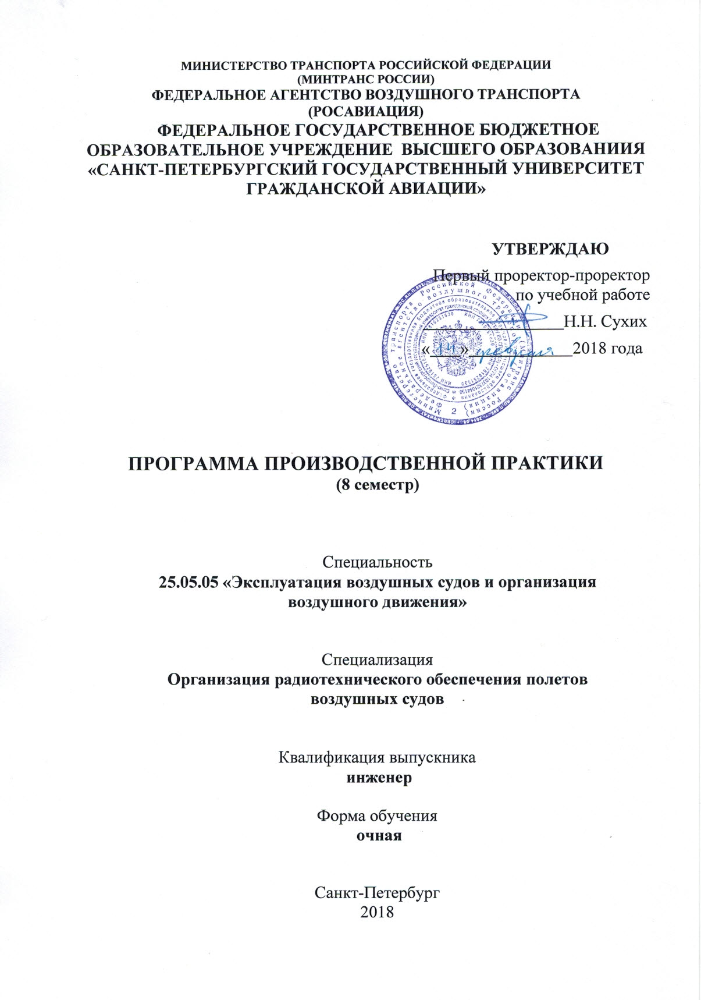 МИНИСТЕРСТВО ТРАНСПОРТА РОССИЙСКОЙ ФЕДЕРАЦИИ
(МИНТРАНС РОССИИ)
ФЕДЕРАЛЬНОЕ АГЕНТСТВО ВОЗДУШНОГО ТРАНСПОРТА
(РОСАВИАЦИЯ)
ФЕДЕРАЛЬНОЕ ГОСУДАРСТВЕННОЕ БЮДЖЕТНОЕ
ОБРАЗОВАТЕЛЬНОЕ УЧРЕЖДЕНИЕ ВЫСШЕГО ОБРАЗОВАНИИЯ
«САНКТ-ПЕТЕРБУРГСКИЙ ГОСУДАРСТВЕННЫЙ УНИВЕРСИТЕТ
ГРАЖДАНСКОЙ АВИАЦИИ»
УТВЕРЖДАЮ
Первый проректор-проректор
по учебной работе
Н.Н. Сухих
«14» февраля 2018 года
ПРОГРАММА ПРОИЗВОДСТВЕННОЙ ПРАКТИКИ
(8 семестр)
Специальность
25.05.05 «Эксплуатация воздушных судов и организация
воздушного движения»
Специализация
Организация радиотехнического обеспечения полетов
воздушных судов
Квалификация выпускника
инженер
Форма обучения
очная
Санкт-Петербург
2018